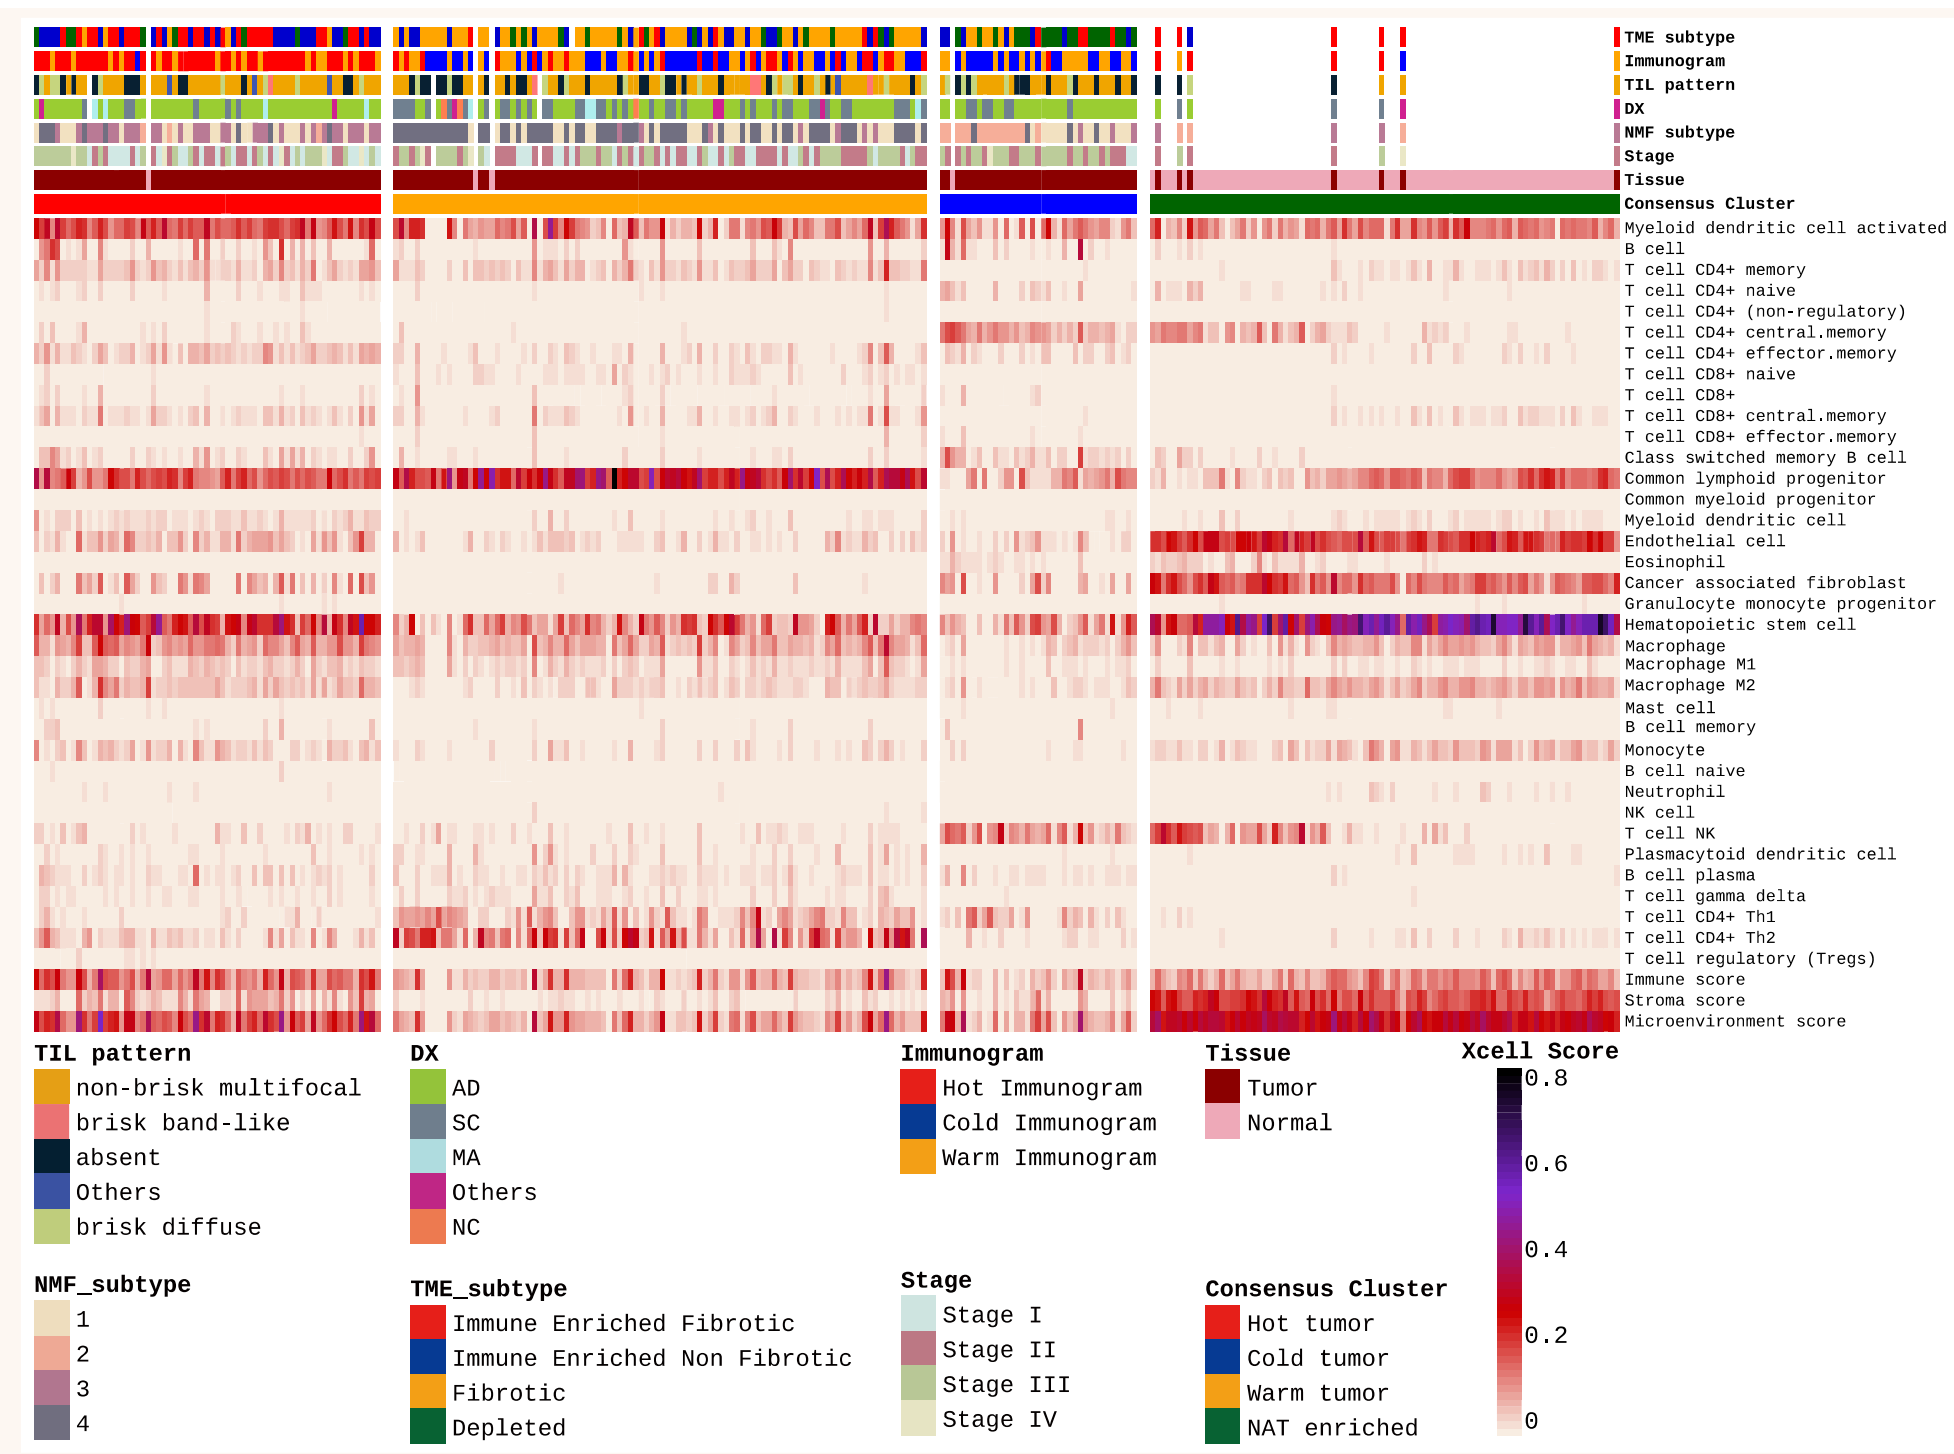 TME subtype
Immunogram
TIL pattern
DX
NMF subtype
Stage
Tissue
Consensus Cluster
Myeloid dendritic cell activated
B cell
T cell CD4+ memory
T cell CD4+ naive
T cell CD4+ (non-regulatory)
T cell CD4+ central.memory
T cell CD4+ effector.memory
T cell CD8+ naive
T cell CD8+
T cell CD8+ central.memory
T cell CD8+ effector.memory
Class switched memory B cell
Common lymphoid progenitor
Common myeloid progenitor
Myeloid dendritic cell
Endothelial cell
Eosinophil
Cancer associated fibroblast
Granulocyte monocyte progenitor
Hematopoietic stem cell
Macrophage
Macrophage M1
Macrophage M2
Mast cell
B cell memory
Monocyte
B cell naive
Neutrophil
NK cell
T cell NK
Plasmacytoid dendritic cell
B cell plasma
T cell gamma delta
T cell CD4+ Th1
T cell CD4+ Th2
T cell regulatory (Tregs)
Immune score
Stroma score
Microenvironment score
TIL pattern
non-brisk multifocal
brisk band-like
absent
Others
brisk diffuse
DX
AD
SC
MA
Others
NC
Immunogram
Hot Immunogram
Cold Immunogram
Warm Immunogram
Tissue
Tumor
Normal
Xcell Score
0.8
0.6
0.4
0.2
0
NMF_subtype
1
2
3
4
TME_subtype
Immune Enriched Fibrotic
Immune Enriched Non Fibrotic
Fibrotic
Depleted
Stage
Stage I
Stage II
Stage III
Stage IV
Consensus Cluster
Hot tumor
Cold tumor
Warm tumor
NAT enriched